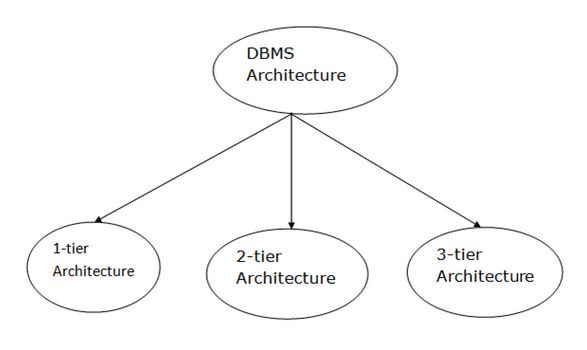 DBMS
Architecture
1-tier
Architecture
2-tier
Architecture
3-tier
Architecture